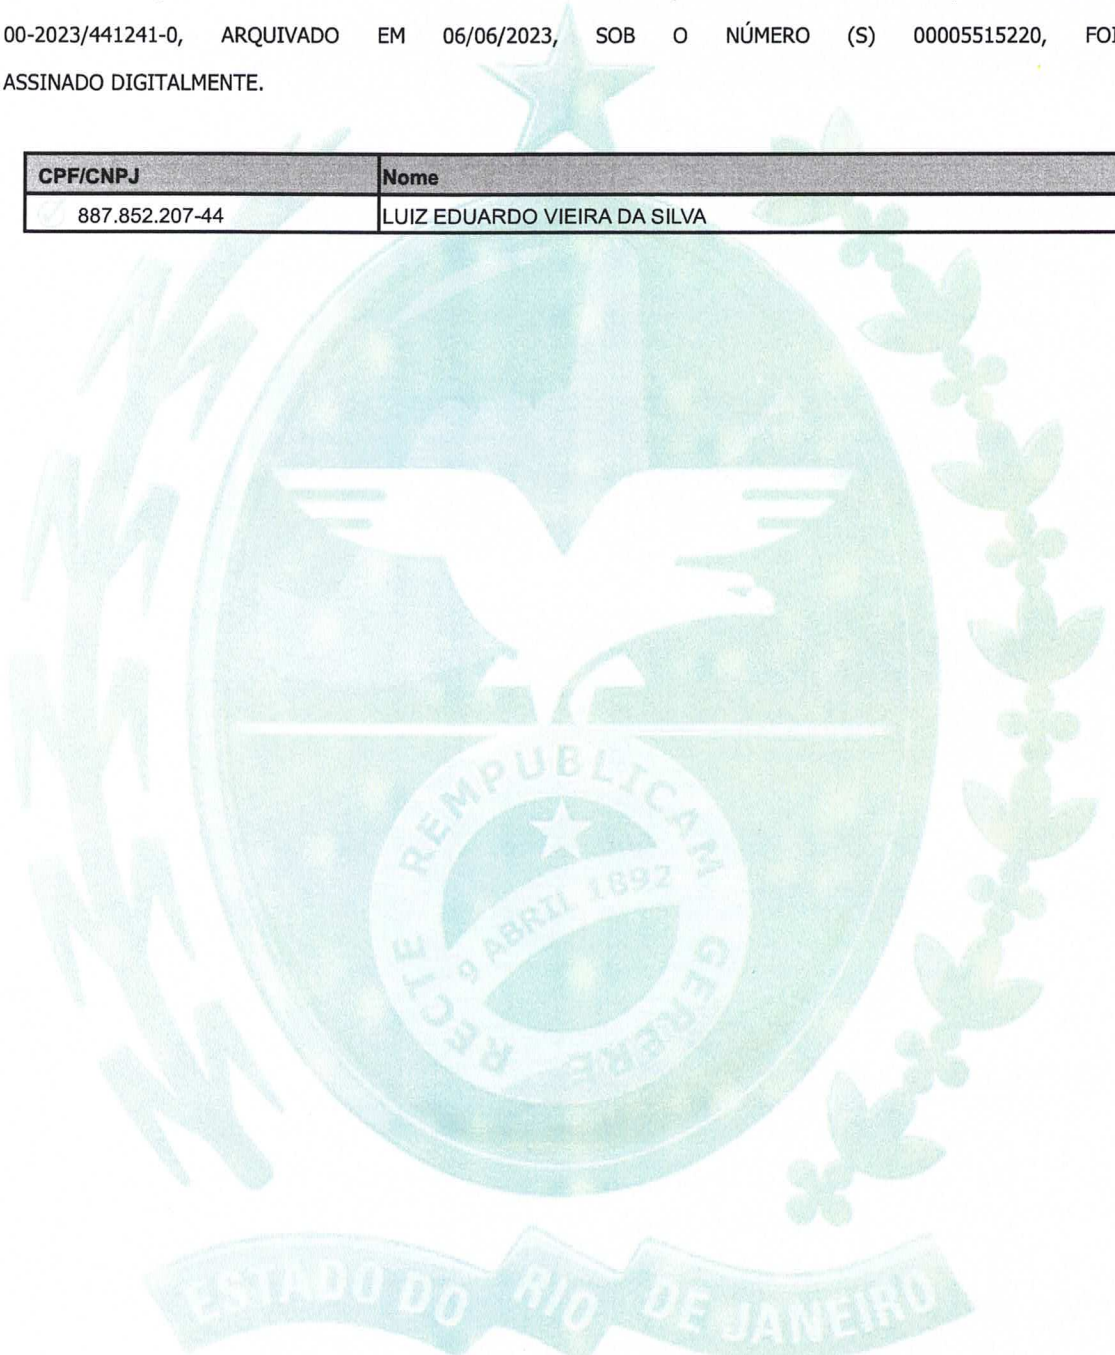 00-2023/441241-0, ARQUIVADO EM 06/06/2023, SOB O NÚMERO (S) 00005515220, FOI
ASSINADO DIGITALMENTE.
CPF/CNPJ Nome
887.852.207-44 LUIZ EDUARDO VIEIRA DA SILVA
RECTE REMPUBLICAM GERERE
9 ABRIL 1892
ESTADO DO RIO DE JANEIRO